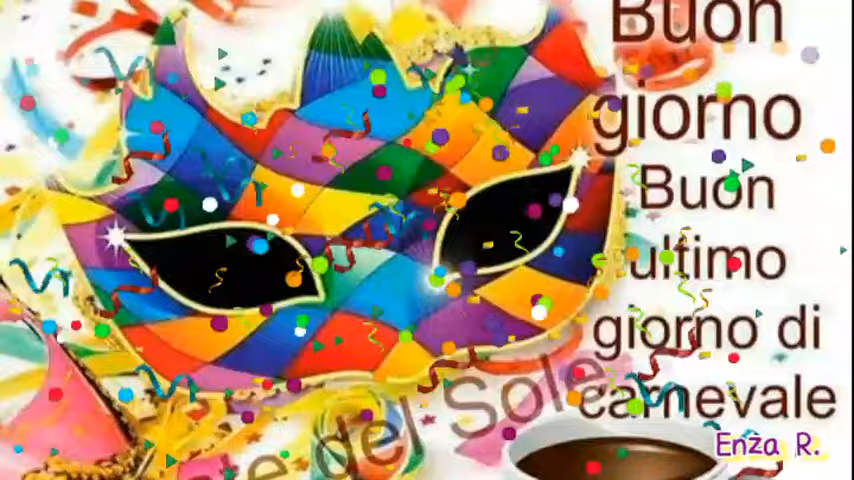 Buon
giorno
Buon
ultimo
giorno di
carnevale
del Sole
Enza R.